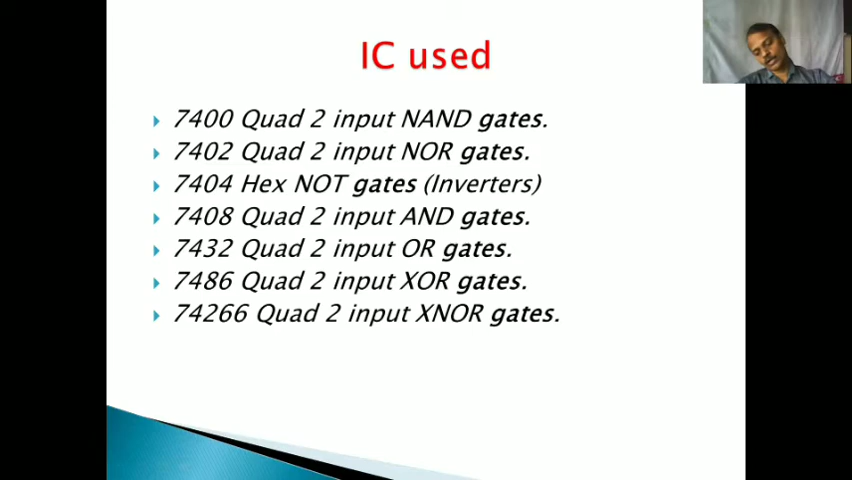 IC used
7400 Quad 2 input NAND gates.
7402 Quad 2 input NOR gates.
7404 Hex NOT gates (Inverters)
7408 Quad 2 input AND gates.
7432 Quad 2 input OR gates.
7486 Quad 2 input XOR gates.
74266 Quad 2 input XNOR gates.